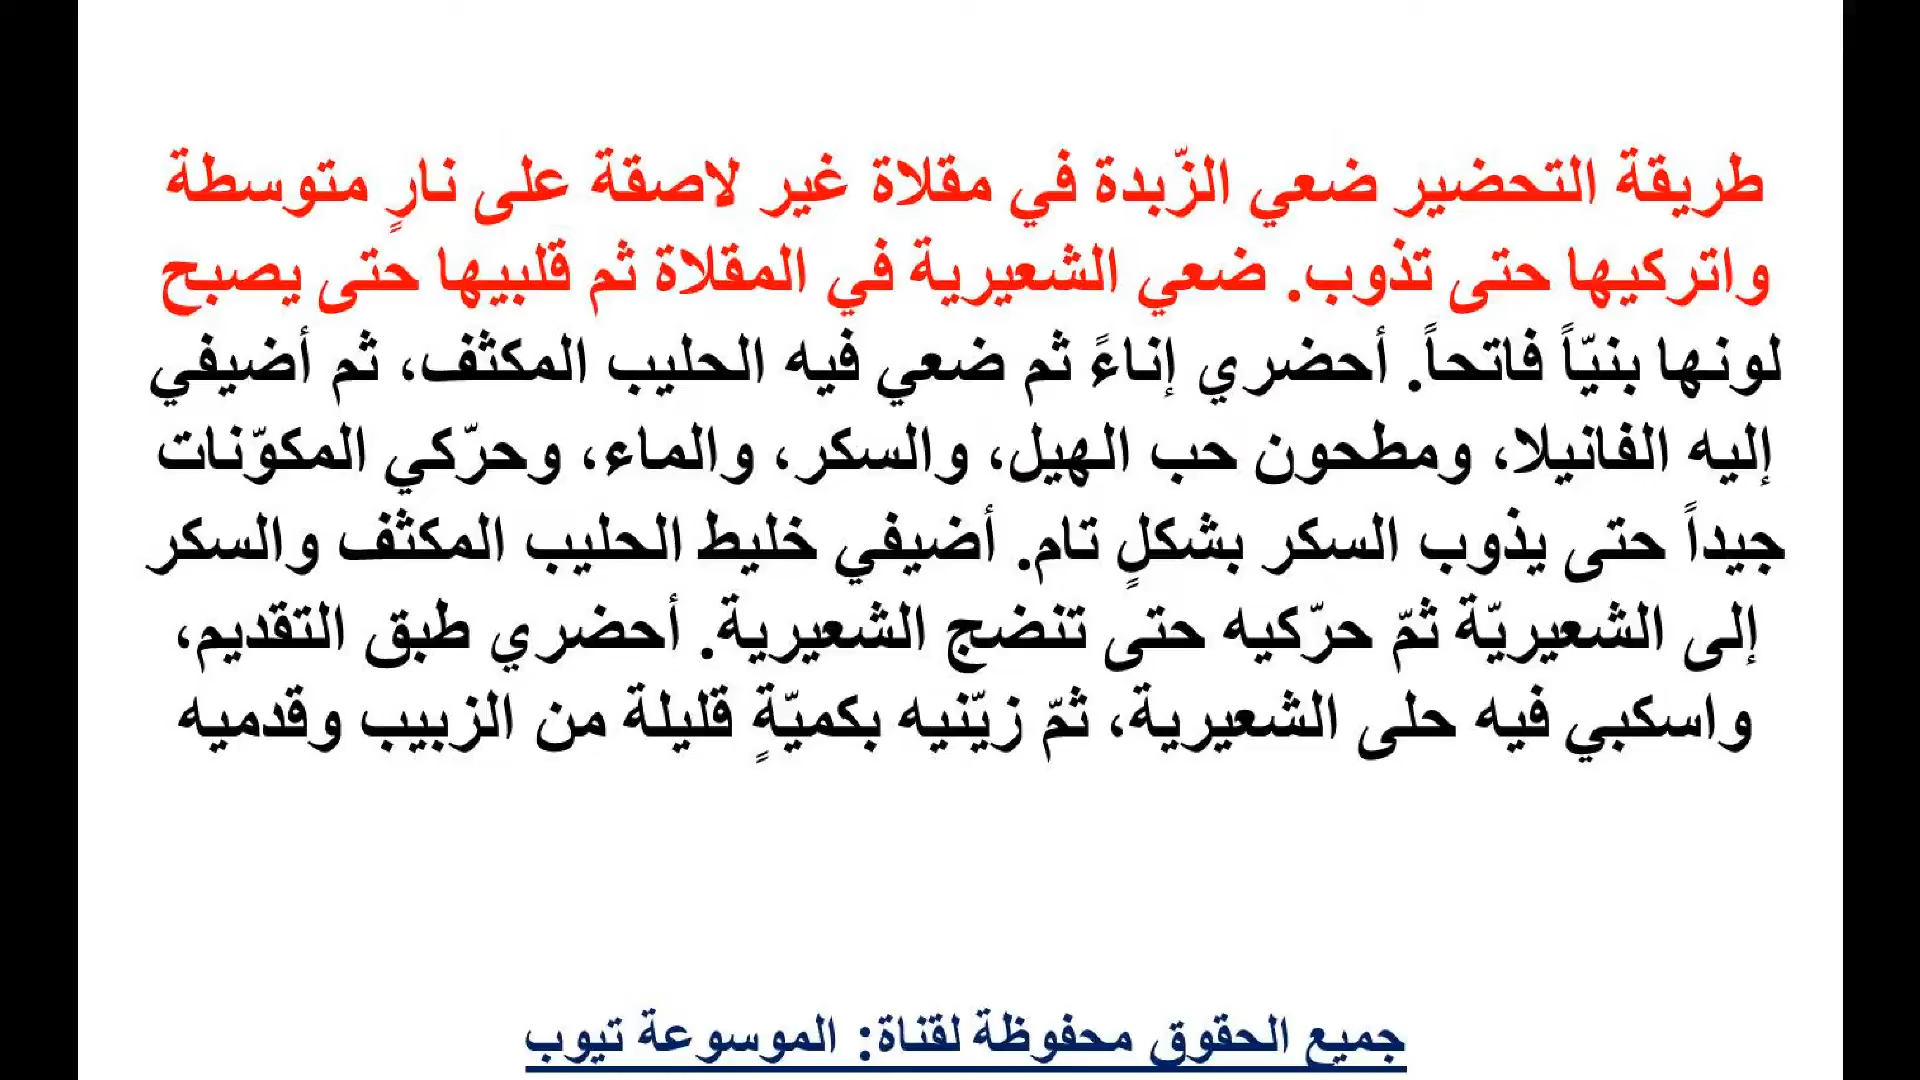 طريقة التحضير ضعي الزّبدة في مقلاة غير لاصقة على نارٍ متوسطة
واتركيها حتى تذوب. ضعي الشعيرية في المقلاة ثم قلبيها حتى يصبح
لونها بنيّاً فاتحاً. أحضري إناءً ثم ضعي فيه الحليب المكثف، ثم أضيفي
إليه الفانيلا، ومطحون حب الهيل، والسكر، والماء، وحرّكي المكوّنات
جيداً حتى يذوب السكر بشكلٍ تام. أضيفي خليط الحليب المكثف والسكر
إلى الشعيريّة ثمّ حرّكيه حتى تنضج الشعيرية. أحضري طبق التقديم،
واسكبي فيه حلى الشعيرية، ثمّ زيّنيه بكميّةٍ قليلة من الزبيب وقدميه
جميع الحقوق محفوظة لقناة: الموسوعة تيوب